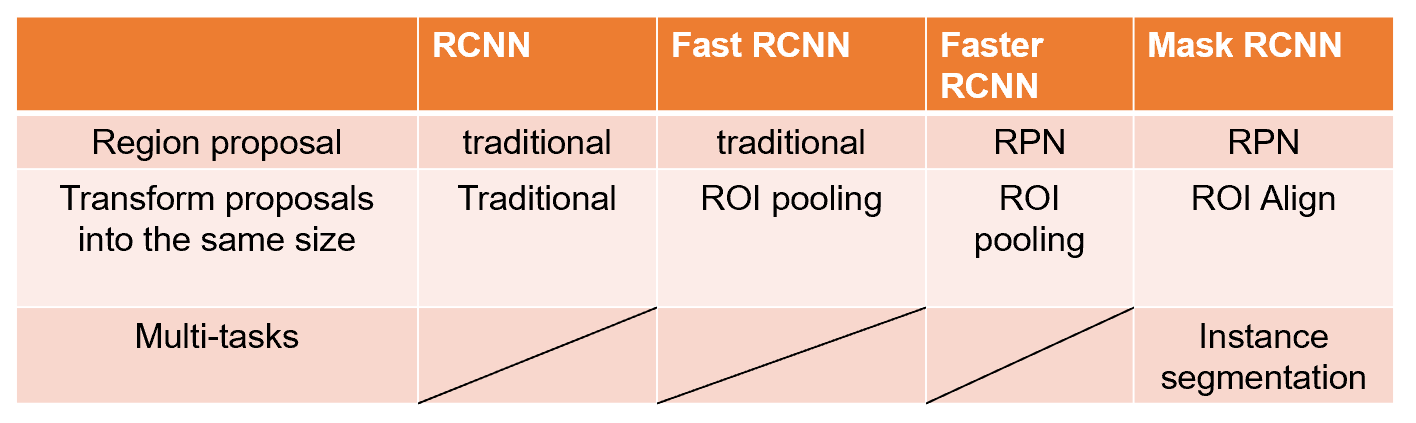 RCNN
Fast RCNN
Faster
RCNN
Mask RCNN
Region proposal
traditional
traditional
RPN
RPN
Transform proposals
into the same size
Traditional
ROI pooling
ROI
pooling
ROI Align
Multi-tasks
Instance
segmentation